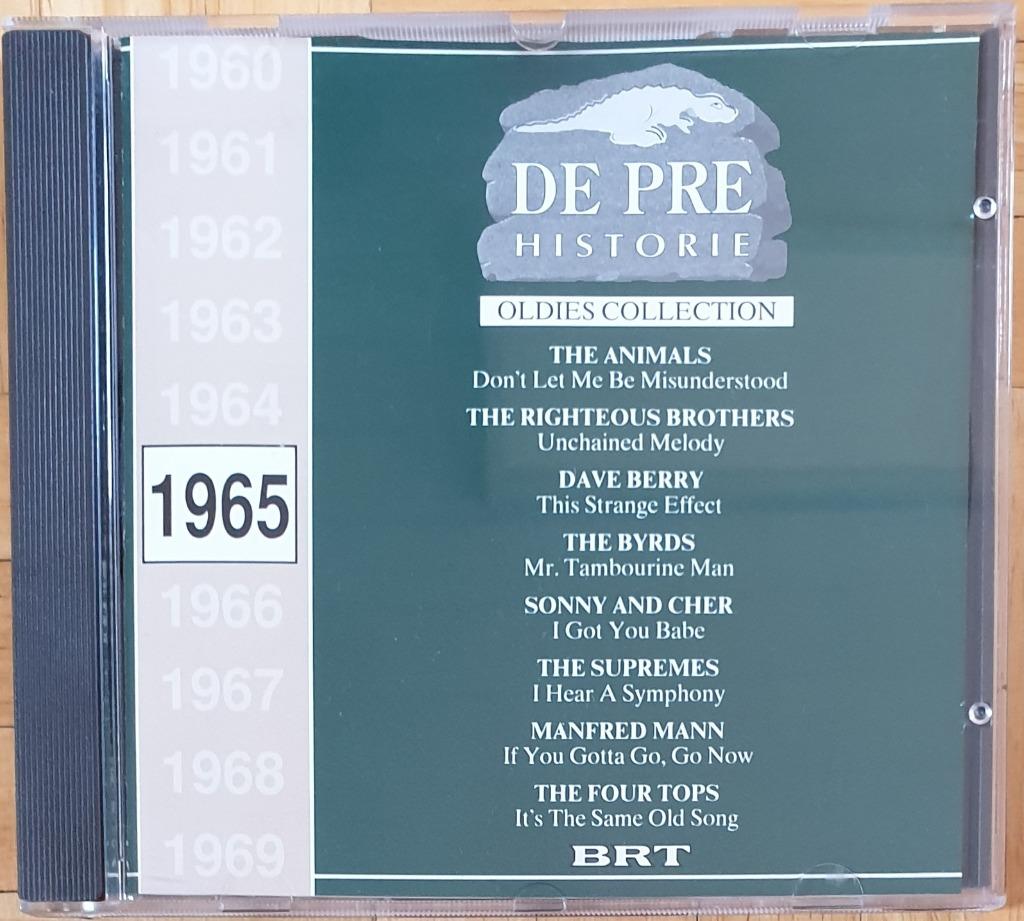 1960
1961
1962
1963
1964
1965
1966
1967
1968
1969
DE PRE
HISTORIE
OLDIES COLLECTION
THE ANIMALS
Don't Let Me Be Misunderstood
THE RIGHTEOUS BROTHERS
Unchained Melody
DAVE BERRY
This Strange Effect
THE BYRDS
Mr. Tambourine Man
SONNY AND CHER
I Got You Babe
THE SUPREMES
I Hear A Symphony
MANFRED MANN
If You Gotta Go, Go Now
THE FOUR TOPS
It's The Same Old Song
BRT